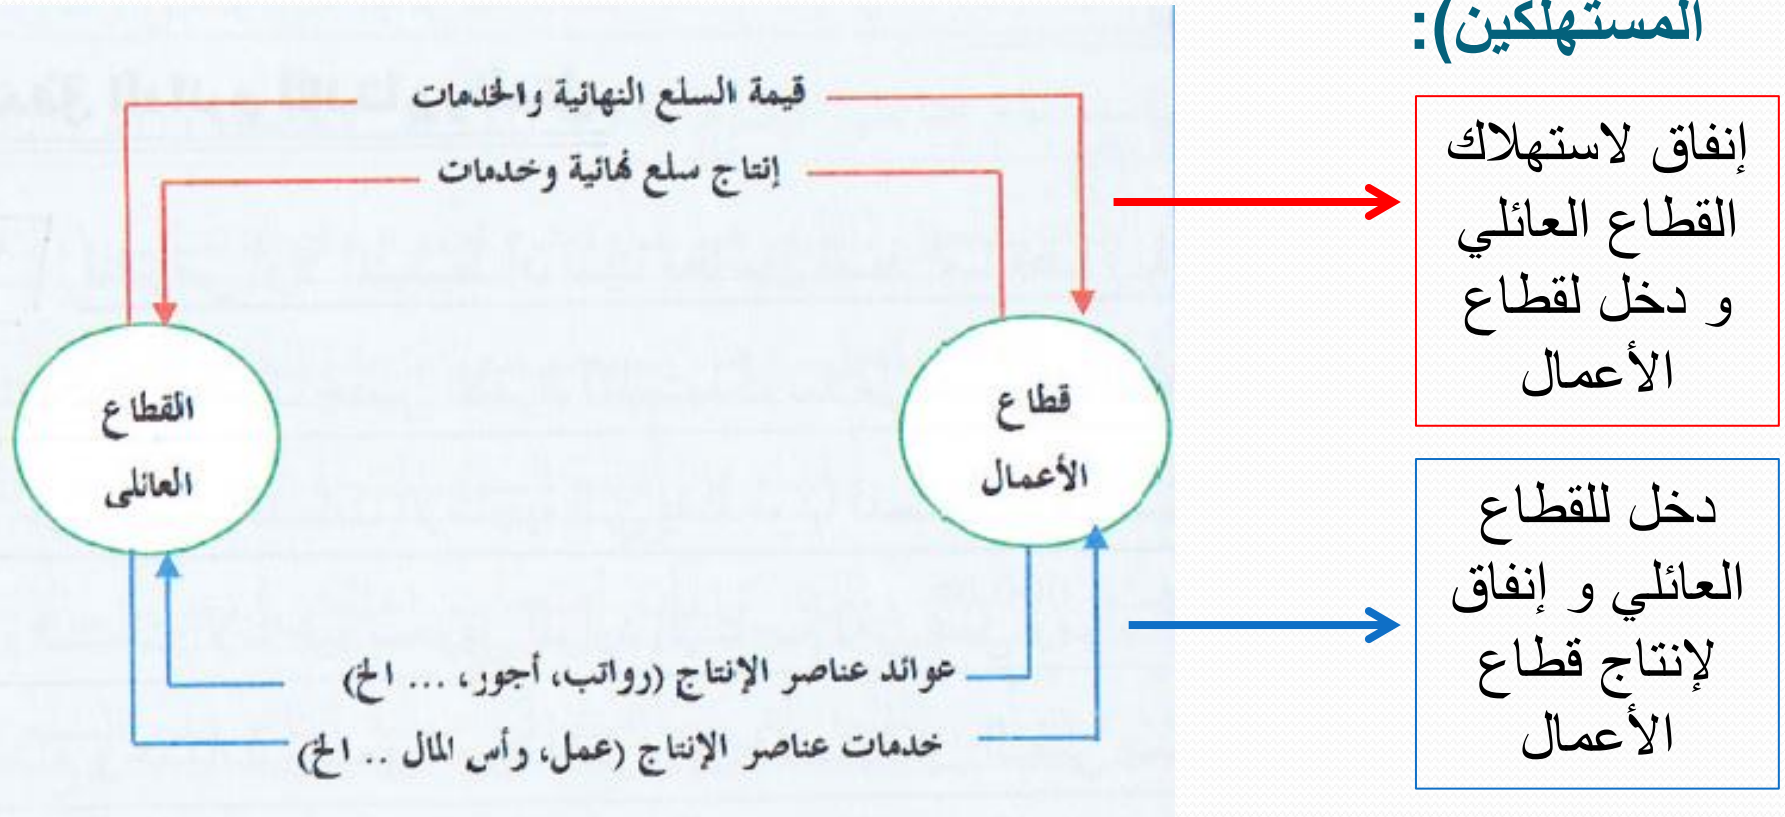 المستهلكين):
قيمة السلع النهائية والخدمات
إنتاج سلع نهائية وخدمات
القطاع
العائلى
قطاع
الأعمال
عوائد عناصر الإنتاج (رواتب، أجور، ... الخ)
خدمات عناصر الإنتاج (عمل، رأس المال .. الخ)
إنفاق لاستهلاك
القطاع العائلي
و دخل لقطاع
الأعمال
دخل للقطاع
العائلي و إنفاق
لإنتاج قطاع
الأعمال